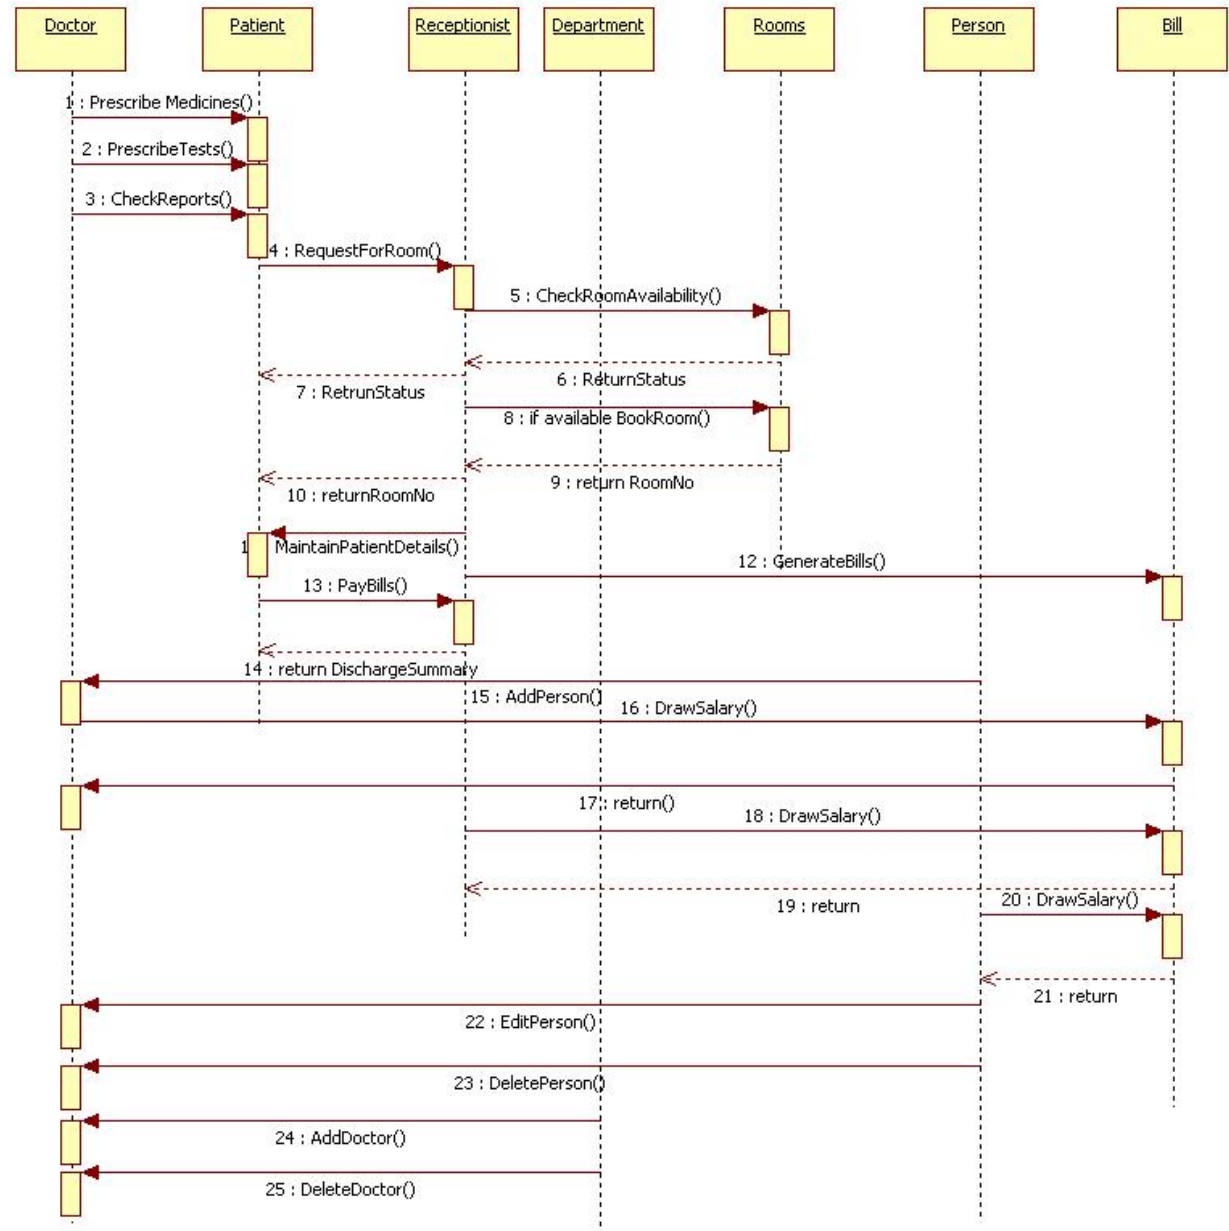 Doctor
Patient
Receptionist
Department
Rooms
Person
Bill
1 : Prescribe Medicines()
2 : PrescribeTests()
3 : CheckReports()
4 : RequestForRoom()
5 : CheckRoomAvailability()
6 : ReturnStatus
7 : RetrunStatus
8 : if available BookRoom()
9 : return RoomNo
10 : returnRoomNo
MaintainPatientDetails()
12 : GenerateBills()
13 : PayBills()
14 : return DischargeSummary
15 : AddPerson()
16 : DrawSalary()
17 : return()
18 : DrawSalary()
19 : return
20 : DrawSalary()
21 : return
22 : EditPerson()
23 : DeletePerson()
24 : AddDoctor()
25 : DeleteDoctor()